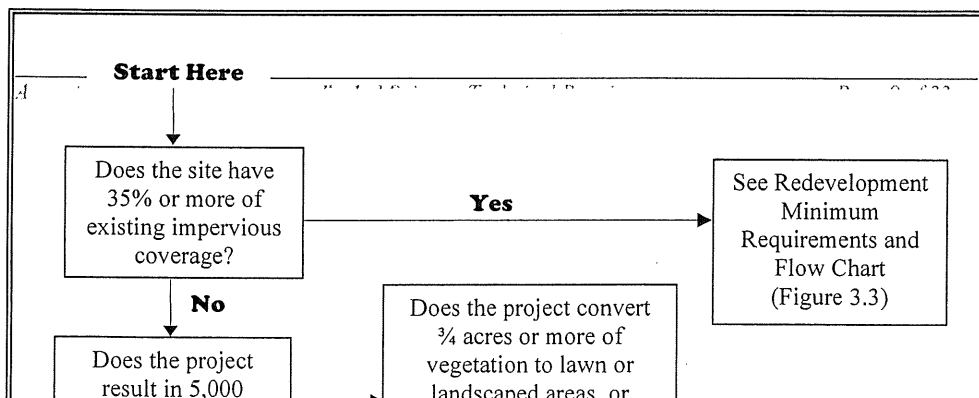 Start Here
A
Does the site have
35% or more of
existing impervious
coverage?
Yes
See Redevelopment
Minimum
Requirements and
Flow Chart
(Figure 3.3)
No
Does the project
result in 5,000
Does the project convert
¾ acres or more of
vegetation to lawn or
landscaped areas, or